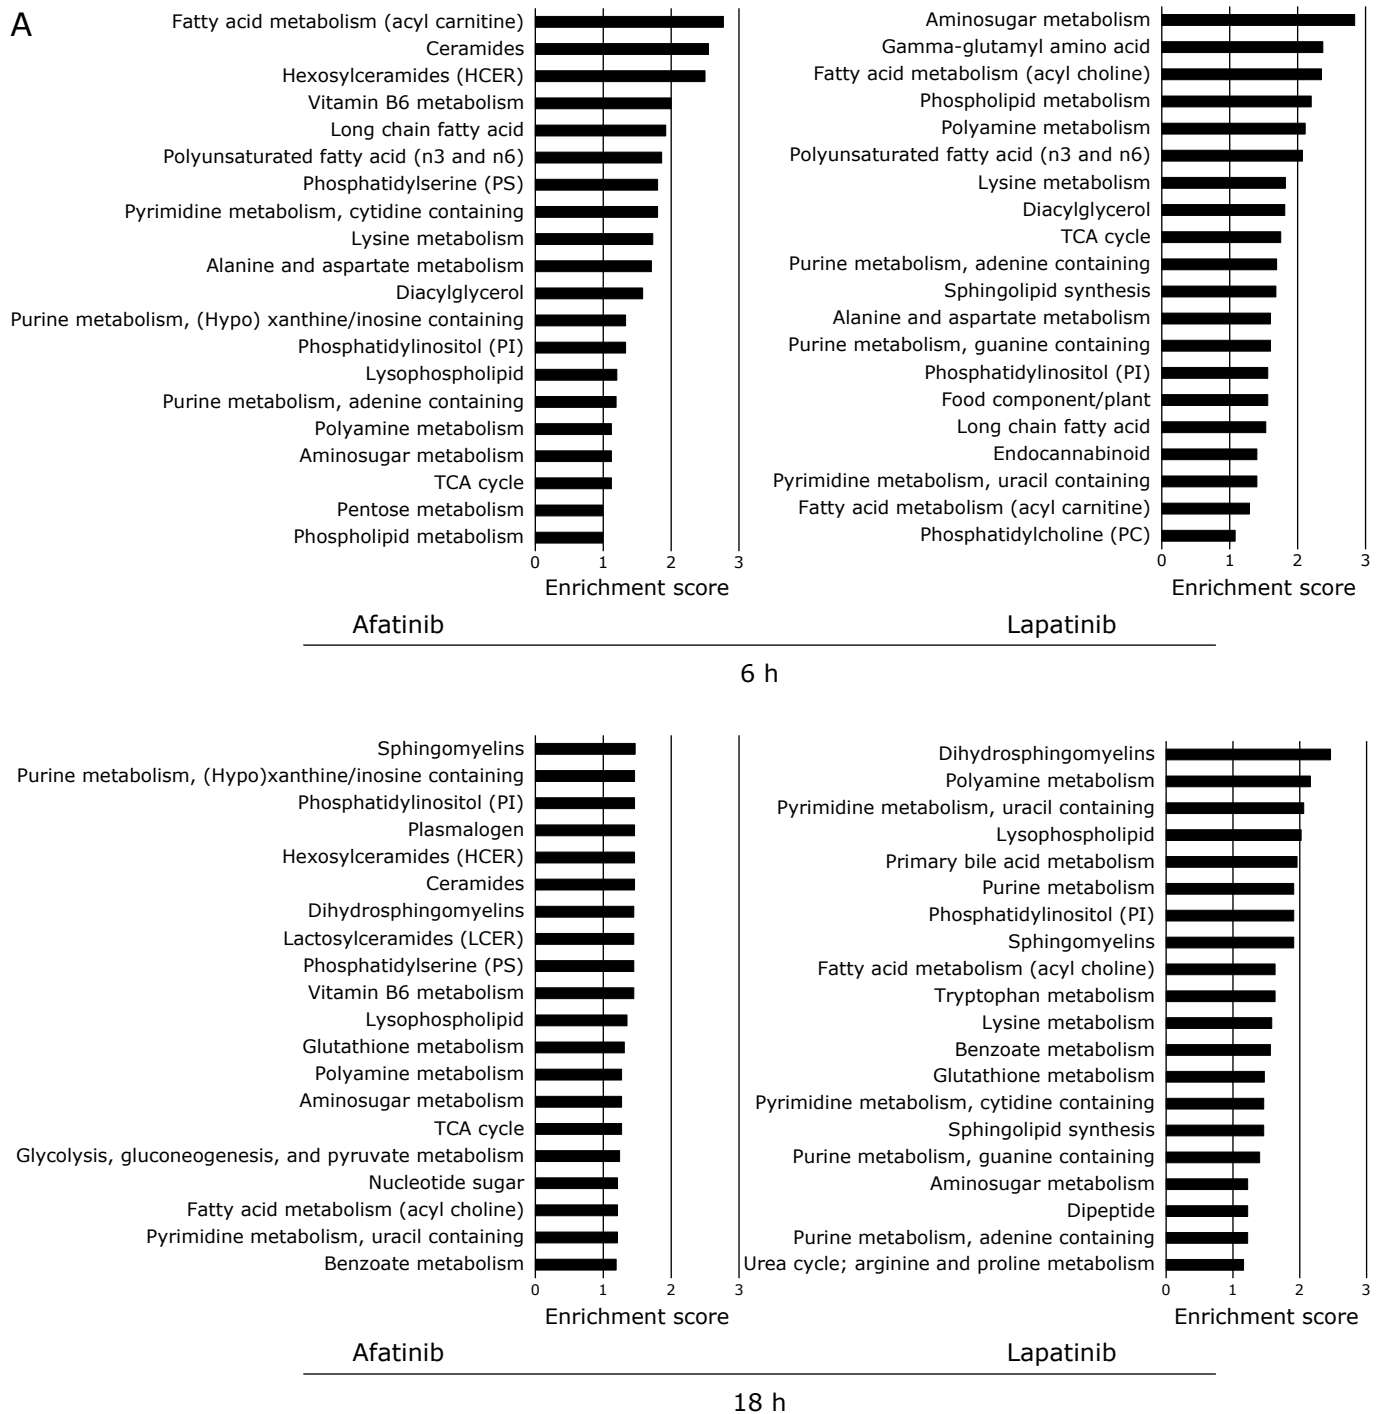 A
Fatty acid metabolism (acyl carnitine)
Ceramides
Hexosylceramides (HCER)
Vitamin B6 metabolism
Long chain fatty acid
Polyunsaturated fatty acid (n3 and n6)
Phosphatidylserine (PS)
Pyrimidine metabolism, cytidine containing
Lysine metabolism
Alanine and aspartate metabolism
Diacylglycerol
Purine metabolism, (Hypo) xanthine/inosine containing
Phosphatidylinositol (PI)
Lysophospholipid
Purine metabolism, adenine containing
Polyamine metabolism
Aminosugar metabolism
TCA cycle
Pentose metabolism
Phospholipid metabolism
0 1 2 3
Enrichment score
Afatinib
Aminosugar metabolism
Gamma-glutamyl amino acid
Fatty acid metabolism (acyl choline)
Phospholipid metabolism
Polyamine metabolism
Polyunsaturated fatty acid (n3 and n6)
Lysine metabolism
Diacylglycerol
TCA cycle
Purine metabolism, adenine containing
Sphingolipid synthesis
Alanine and aspartate metabolism
Purine metabolism, guanine containing
Phosphatidylinositol (PI)
Food component/plant
Long chain fatty acid
Endocannabinoid
Pyrimidine metabolism, uracil containing
Fatty acid metabolism (acyl carnitine)
Phosphatidylcholine (PC)
0 1 2 3
Enrichment score
Lapatinib
6 h
Sphingomyelins
Purine metabolism, (Hypo)xanthine/inosine containing
Phosphatidylinositol (PI)
Plasmalogen
Hexosylceramides (HCER)
Ceramides
Dihydrosphingomyelins
Lactosylceramides (LCER)
Phosphatidylserine (PS)
Vitamin B6 metabolism
Lysophospholipid
Glutathione metabolism
Polyamine metabolism
Aminosugar metabolism
TCA cycle
Glycolysis, gluconeogenesis, and pyruvate metabolism
Nucleotide sugar
Fatty acid metabolism (acyl choline)
Pyrimidine metabolism, uracil containing
Benzoate metabolism
0 1 2 3
Enrichment score
Afatinib
Dihydrosphingomyelins
Polyamine metabolism
Pyrimidine metabolism, uracil containing
Lysophospholipid
Primary bile acid metabolism
Purine metabolism
Phosphatidylinositol (PI)
Sphingomyelins
Fatty acid metabolism (acyl choline)
Tryptophan metabolism
Lysine metabolism
Benzoate metabolism
Glutathione metabolism
Pyrimidine metabolism, cytidine containing
Sphingolipid synthesis
Purine metabolism, guanine containing
Aminosugar metabolism
Dipeptide
Purine metabolism, adenine containing
Urea cycle; arginine and proline metabolism
0 1 2 3
Enrichment score
Lapatinib
18 h